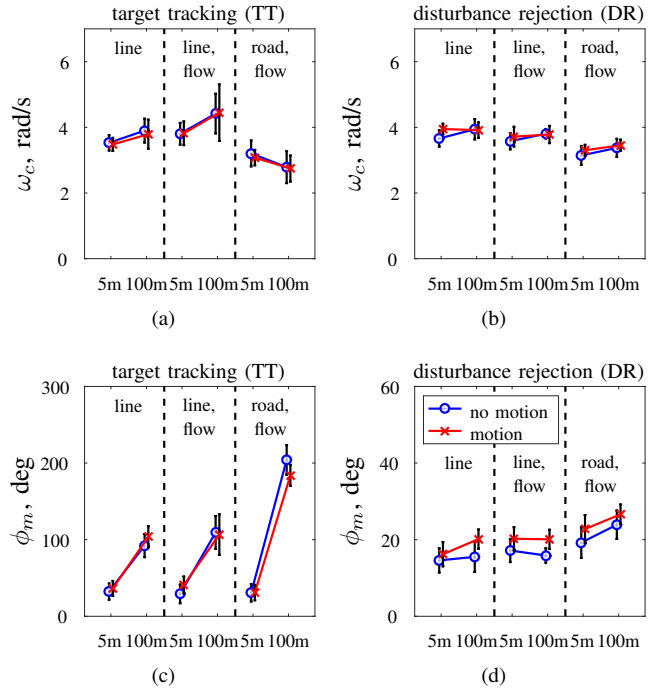 target tracking (TT)
disturbance rejection (DR)
6
4
2
0
ω_c, rad/s
line
line,
flow
road,
flow
5m 100m 5m 100m 5m 100m
(a)
6
4
2
0
ω_c, rad/s
line
line,
flow
road,
flow
5m 100m 5m 100m 5m 100m
(b)
target tracking (TT)
disturbance rejection (DR)
300
200
100
0
ϕ_m, deg
line
line,
flow
road,
flow
5m 100m 5m 100m 5m 100m
(c)
60
40
20
0
ϕ_m, deg
no motion
motion
line
line,
flow
road,
flow
5m 100m 5m 100m 5m 100m
(d)